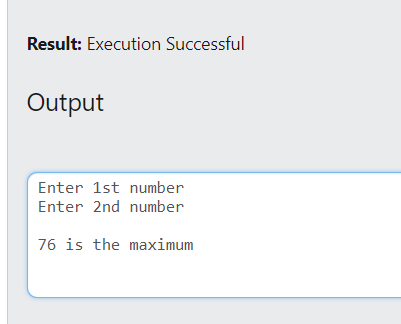 Result: Execution Successful
Output
Enter 1st number
Enter 2nd number
76 is the maximum